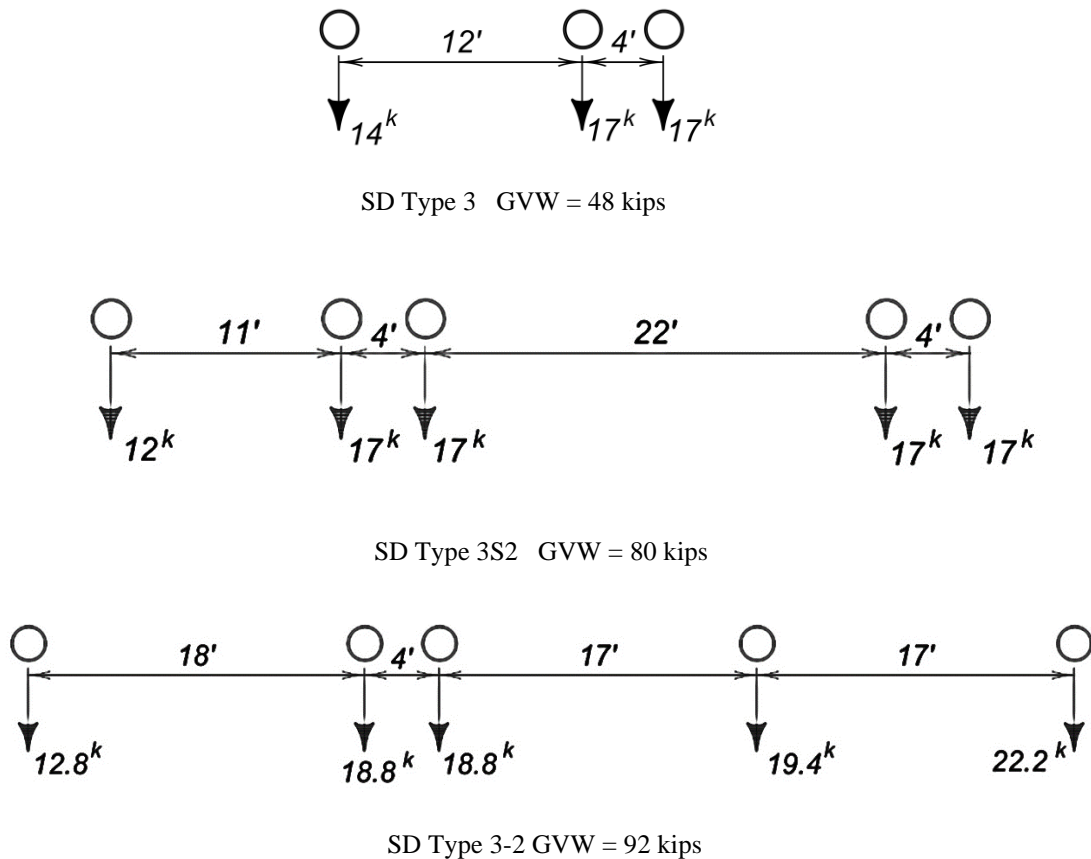 12' 4'
14k 17k 17k
SD Type 3 GVW = 48 kips
11' 4' 22' 4'
12k 17k 17k 17k 17k
SD Type 3S2 GVW = 80 kips
18' 4' 17' 17'
12.8k 18.8k 18.8k 19.4k 22.2k
SD Type 3-2 GVW = 92 kips